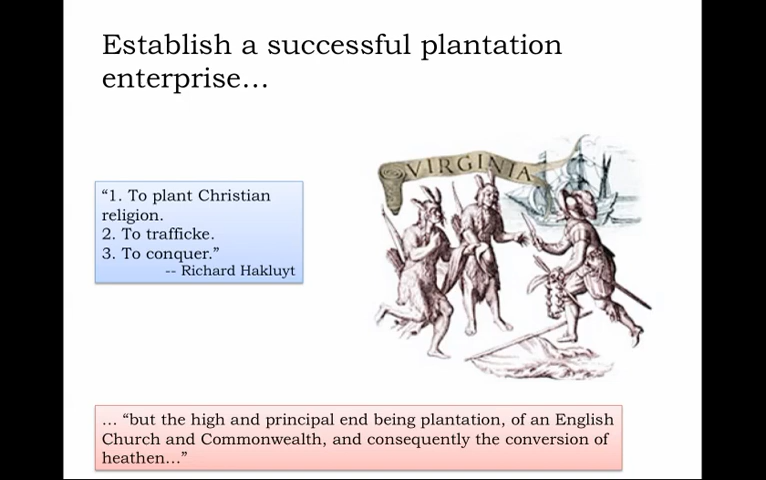 Establish a successful plantation
enterprise…
VIRGINIA
“1. To plant Christian
religion.
2. To trafficke.
3. To conquer.”
-- Richard Hakluyt
… “but the high and principal end being plantation, of an English
Church and Commonwealth, and consequently the conversion of
heathen…”